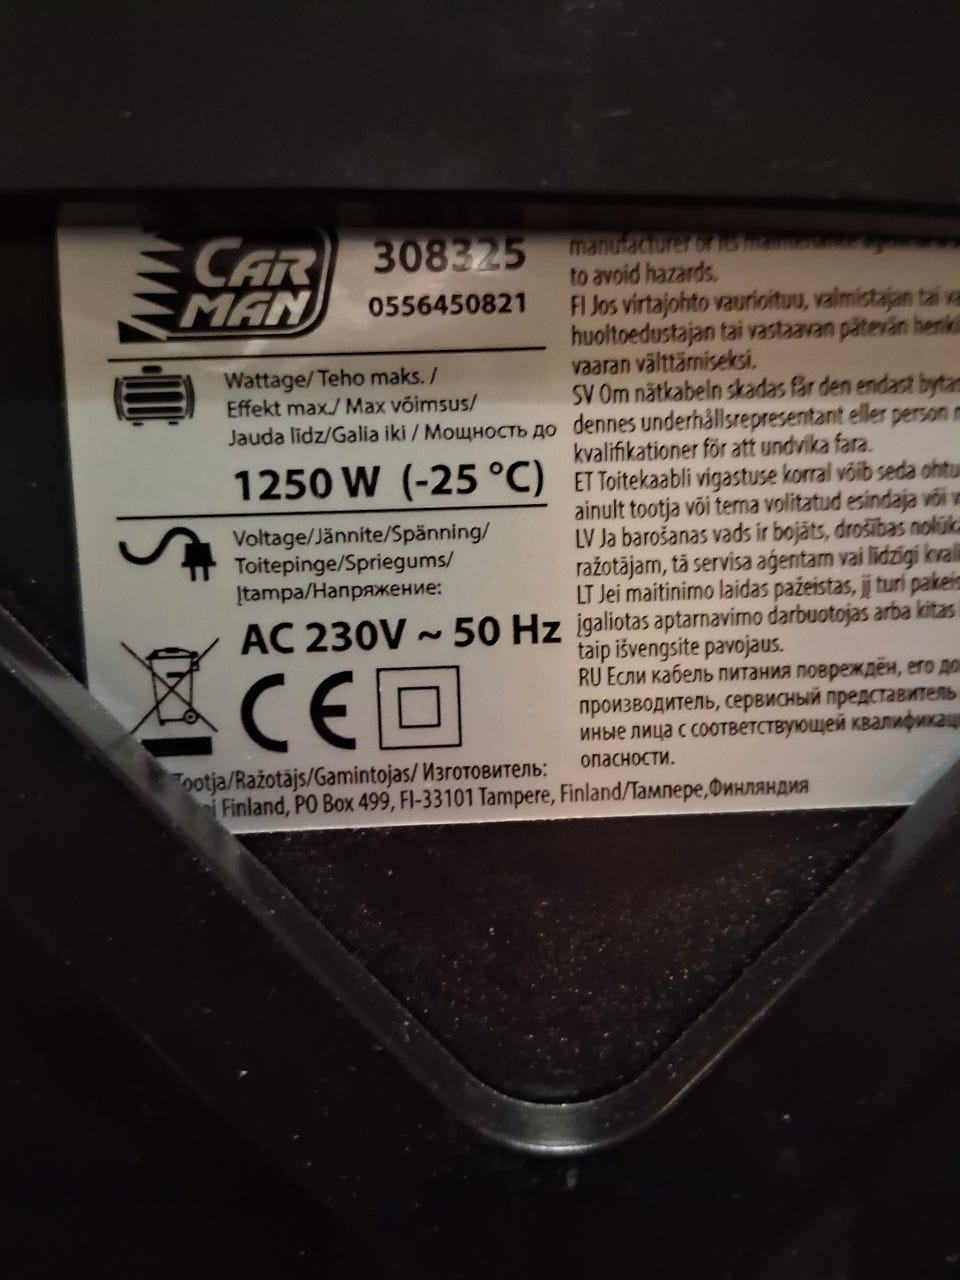 CAR
MAN
308325
0556450821
Wattage/ Teho maks. /
Effekt max./ Max võimsus/
Jauda līdz/Galia iki / Мощность до
1250 W (-25 °C)
Voltage/Jännite/Spänning/
Toitepinge/Spriegums/
Įtampa/Напряжение:
AC 230V ~ 50 Hz
CE
Tootja/Ražotājs/Gamintojas/ Изготовитель:
Finland, PO Box 499, FI-33101 Tampere, Finland/Тампере,Финляндия
manufacturer or its maintenance
to avoid hazards.
FI Jos virtajohto vaurioituu, valmistajan tai
huoltoedustajan tai vastaavan pätevän
vaaran välttämiseksi.
SV Om nätkabeln skadas får den endast bytas
dennes underhållsrepresentant eller person
kvalifikationer för att undvika fara.
ET Toitekaabli vigastuse korral võib seda
ainult tootja või tema volitatud esindaja või
LV Ja barošanas vads ir bojāts, drošības
ražotājam, tā servisa aģentam vai līdzīgi
LT Jei maitinimo laidas pažeistas, jį turi
įgaliotas aptarnavimo darbuotojas arba kitas
taip išvengsite pavojaus.
RU Если кабель питания повреждён, его
производитель, сервисный представитель
иные лица с соответствующей
опасности.